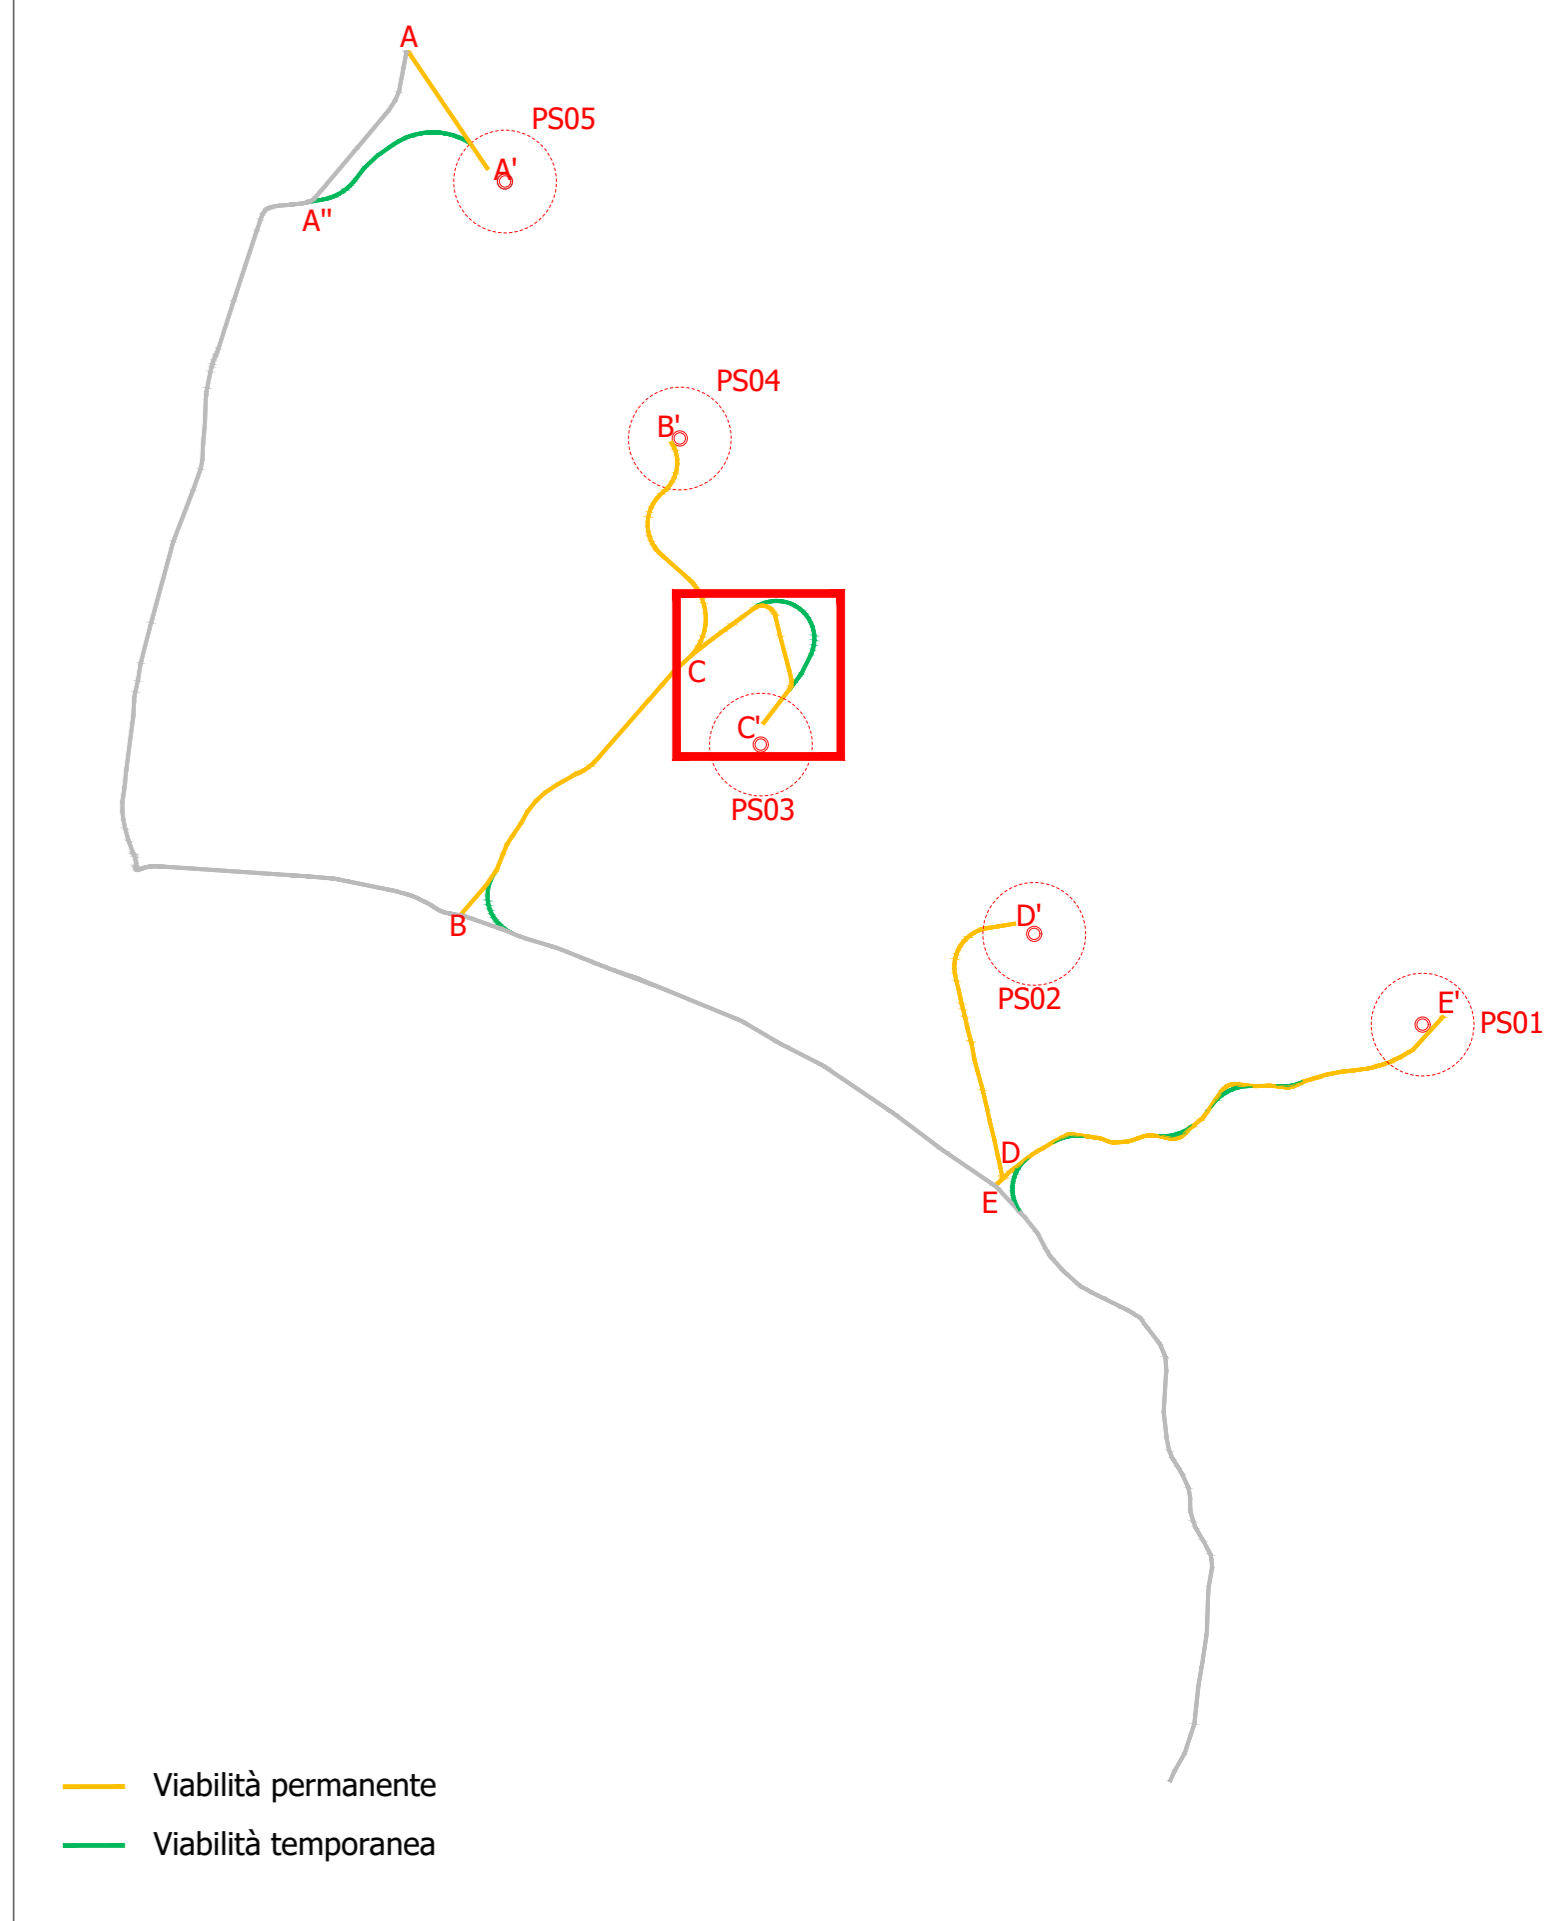 A
PS05
A'
A"
PS04
B'
C
C'
PS03
B
D'
PS02
E'
PS01
D
E
Viabilità permanente
Viabilità temporanea